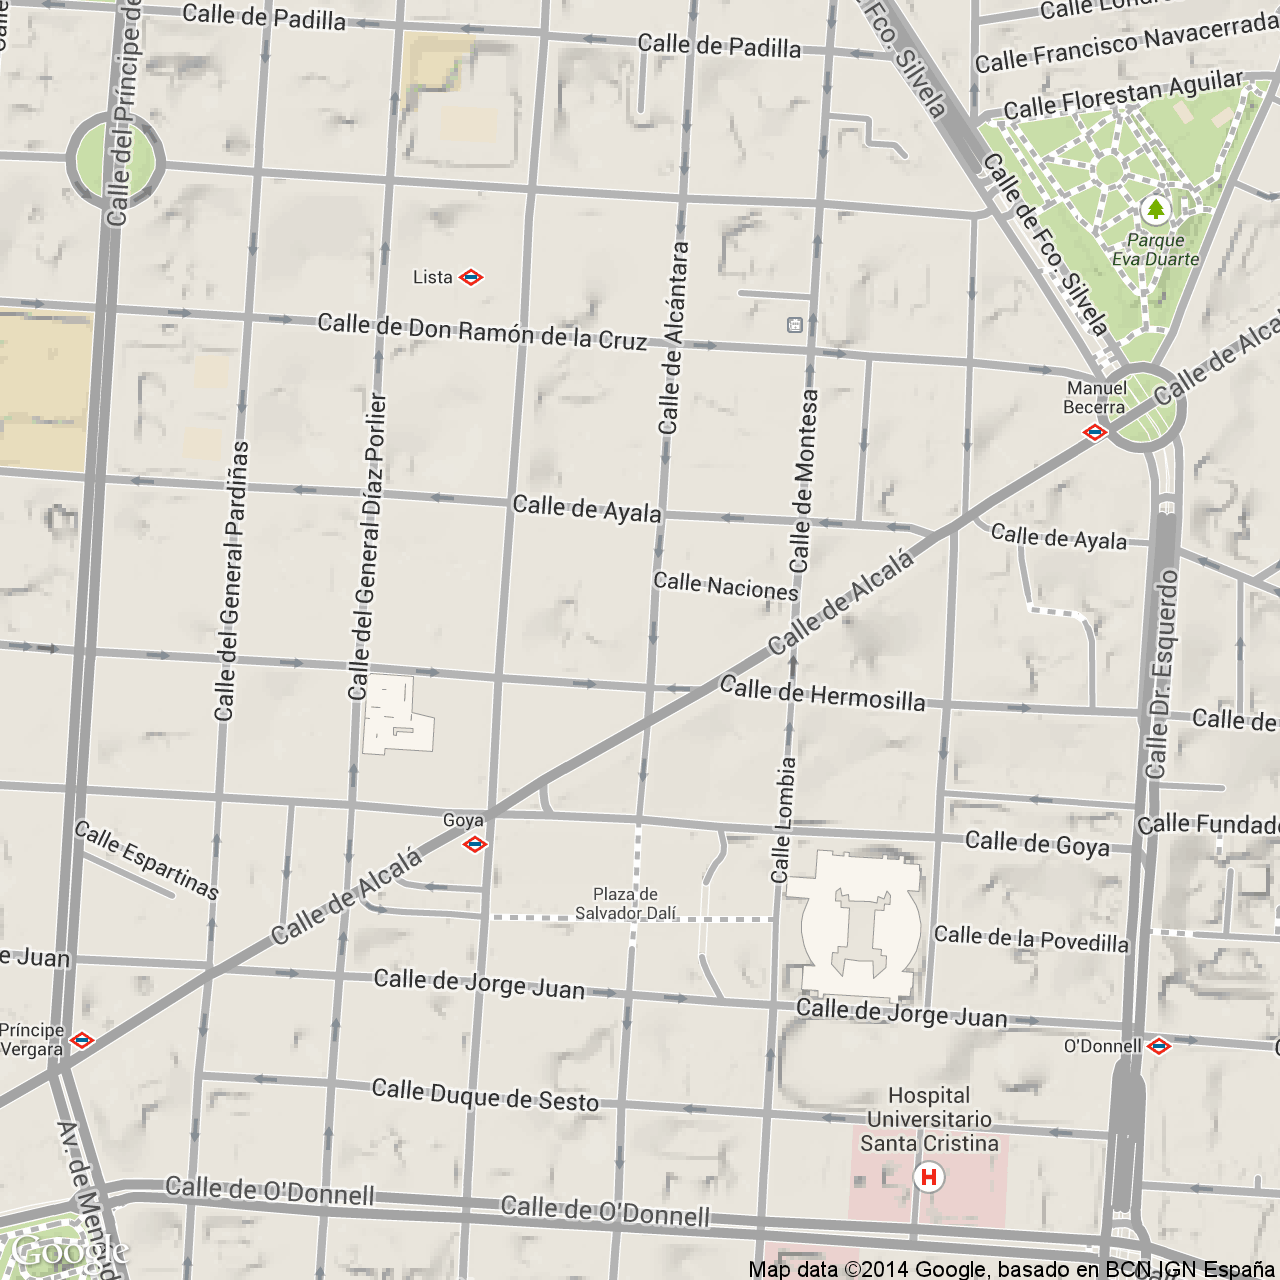 Calle de Padilla
Calle de Padilla
Calle Londr
Calle Francisco Navacerrada
Calle Florestan Aguilar
Fco. Silvela
Calle del Príncipe de
Calle de Fco. Silvela
Parque
Eva Duarte
Lista
Calle de Alcántara
Calle de Don Ramón de la Cruz
Calle de Alca
Manuel
Becerra
Calle de Montesa
Calle del General Díaz Porlier
Calle del General Pardiñas
Calle de Ayala
Calle de Ayala
Calle Naciones
Calle de Alcalá
Calle Dr. Esquerdo
Calle de Hermosilla
Calle de
Calle Lombia
Goya
Calle de Goya
Calle Fundado
Calle Espartinas
Calle de Alcalá
Plaza de
Salvador Dalí
Calle de la Povedilla
e Juan
Calle de Jorge Juan
Calle de Jorge Juan
Príncipe
Vergara
O'Donnell
Calle Duque de Sesto
Hospital
Universitario
Santa Cristina
H
Av. de Menéd
Calle de O'Donnell
Calle de O'Donnell
Google
Map data ©2014 Google, basado en BCN IGN España